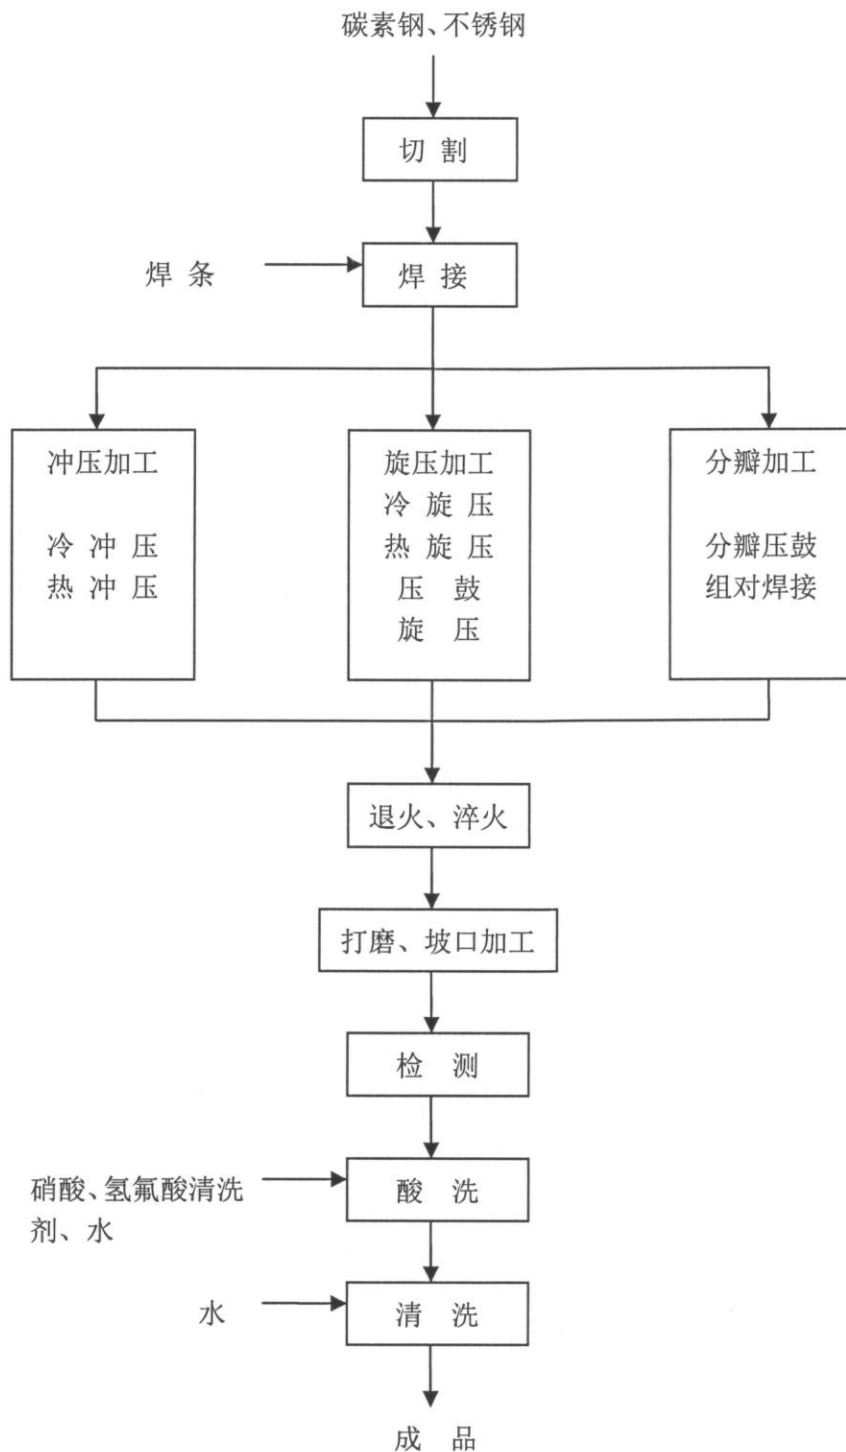 碳素钢、不锈钢
切 割
焊 条
焊 接
冲压加工
冷 冲 压
热 冲 压
旋压加工
冷 旋 压
热 旋 压
压 鼓
旋 压
分瓣加工
分瓣压鼓
组对焊接
退火、淬火
打磨、坡口加工
检 测
硝酸、氢氟酸清洗
剂、水
酸 洗
水
清 洗
成 品